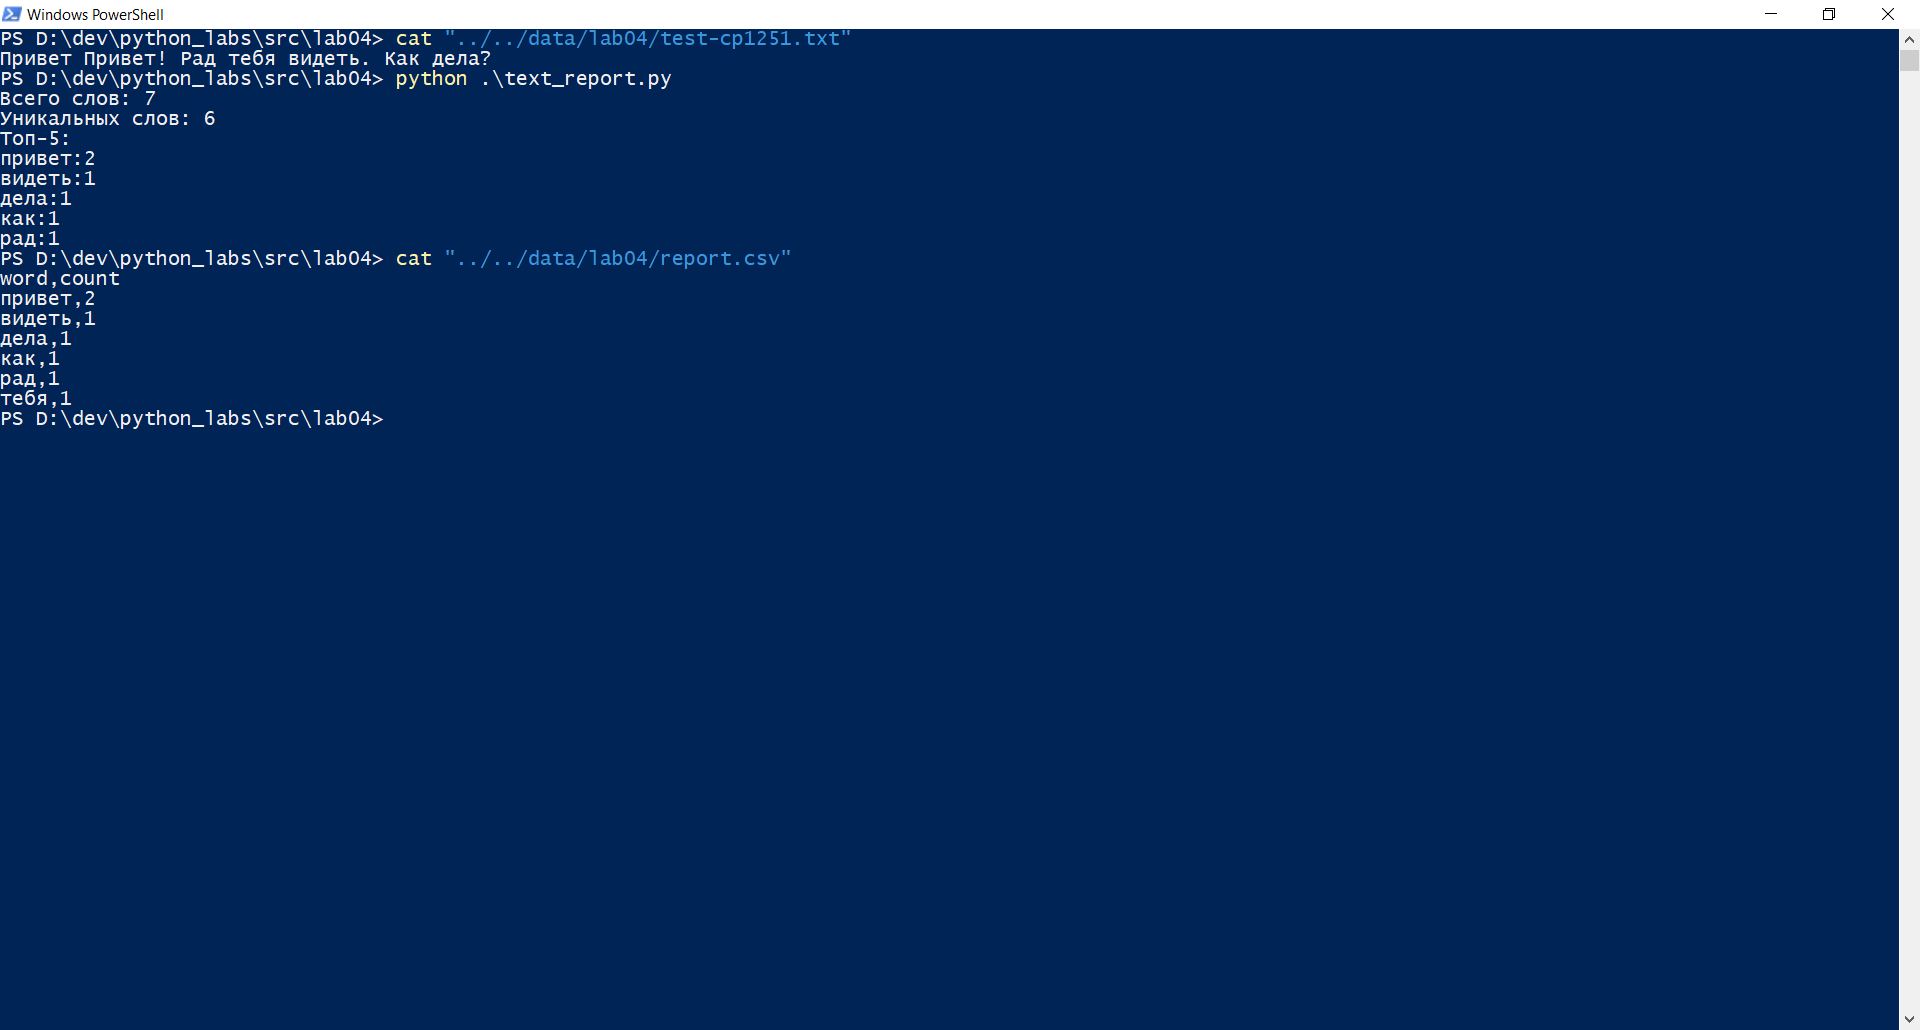 Windows PowerShell
PS D:\dev\python_labs\src\lab04> cat "../../data/lab04/test-cp1251.txt"
Привет Привет! Рад тебя видеть. Как дела?
PS D:\dev\python_labs\src\lab04> python .\text_report.py
Всего слов: 7
Уникальных слов: 6
Топ-5:
привет:2
видеть:1
дела:1
как:1
рад:1
PS D:\dev\python_labs\src\lab04> cat "../../data/lab04/report.csv"
word,count
привет,2
видеть,1
дела,1
как,1
рад,1
тебя,1
PS D:\dev\python_labs\src\lab04>